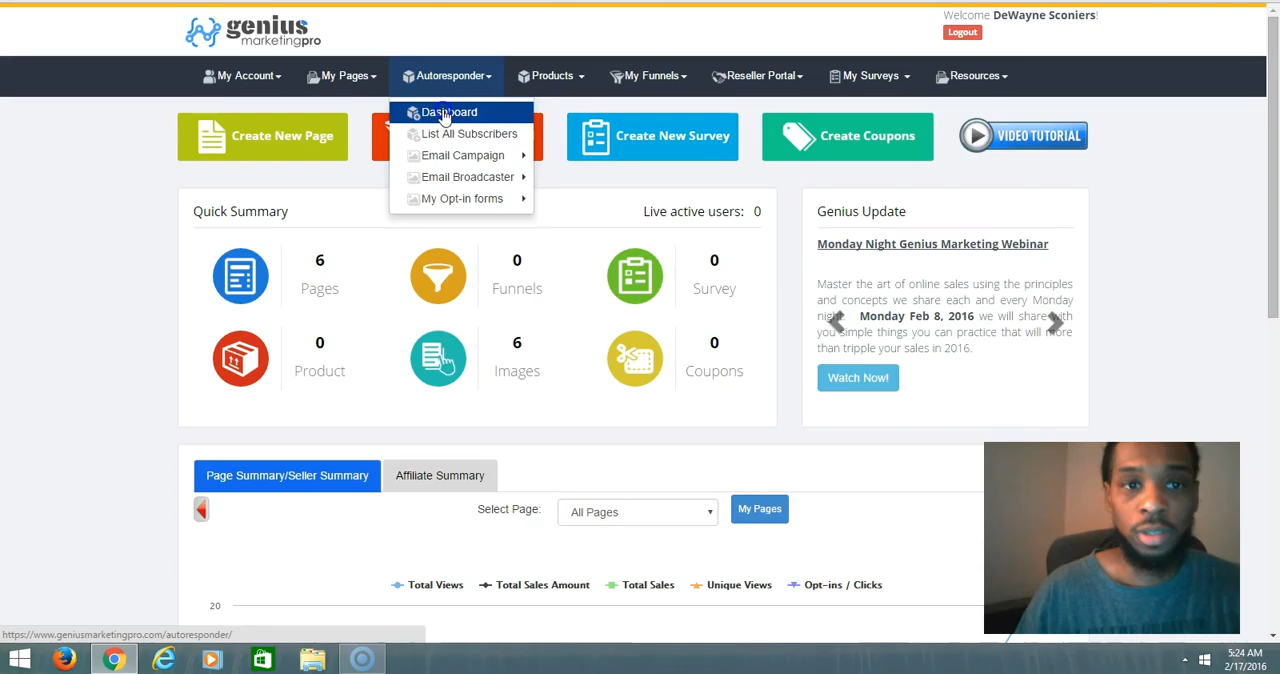 genius
marketingpro
Welcome DeWayne Sconiers!
Logout
My Account
My Pages
Autoresponder
Products
My Funnels
Reseller Portal
My Surveys
Resources
Dashboard
List All Subscribers
Email Campaign
Email Broadcaster
My Opt-in forms
Create New Page
Create New Survey
Create Coupons
VIDEO TUTORIAL
Quick Summary
Live active users: 0
6
Pages
0
Funnels
0
Survey
0
Product
6
Images
0
Coupons
Genius Update
Monday Night Genius Marketing Webinar
Master the art of online sales using the principles
and concepts we share each and every Monday
night. Monday Feb 8, 2016 we will share with
you simple things you can practice that will more
than tripple your sales in 2016.
Watch Now!
Page Summary/Seller Summary
Affiliate Summary
Select Page:
All Pages
My Pages
Total Views
Total Sales Amount
Total Sales
Unique Views
Opt-ins / Clicks
20
https://www.geniusmarketingpro.com/autoresponder/
5:24 AM
2/17/2016